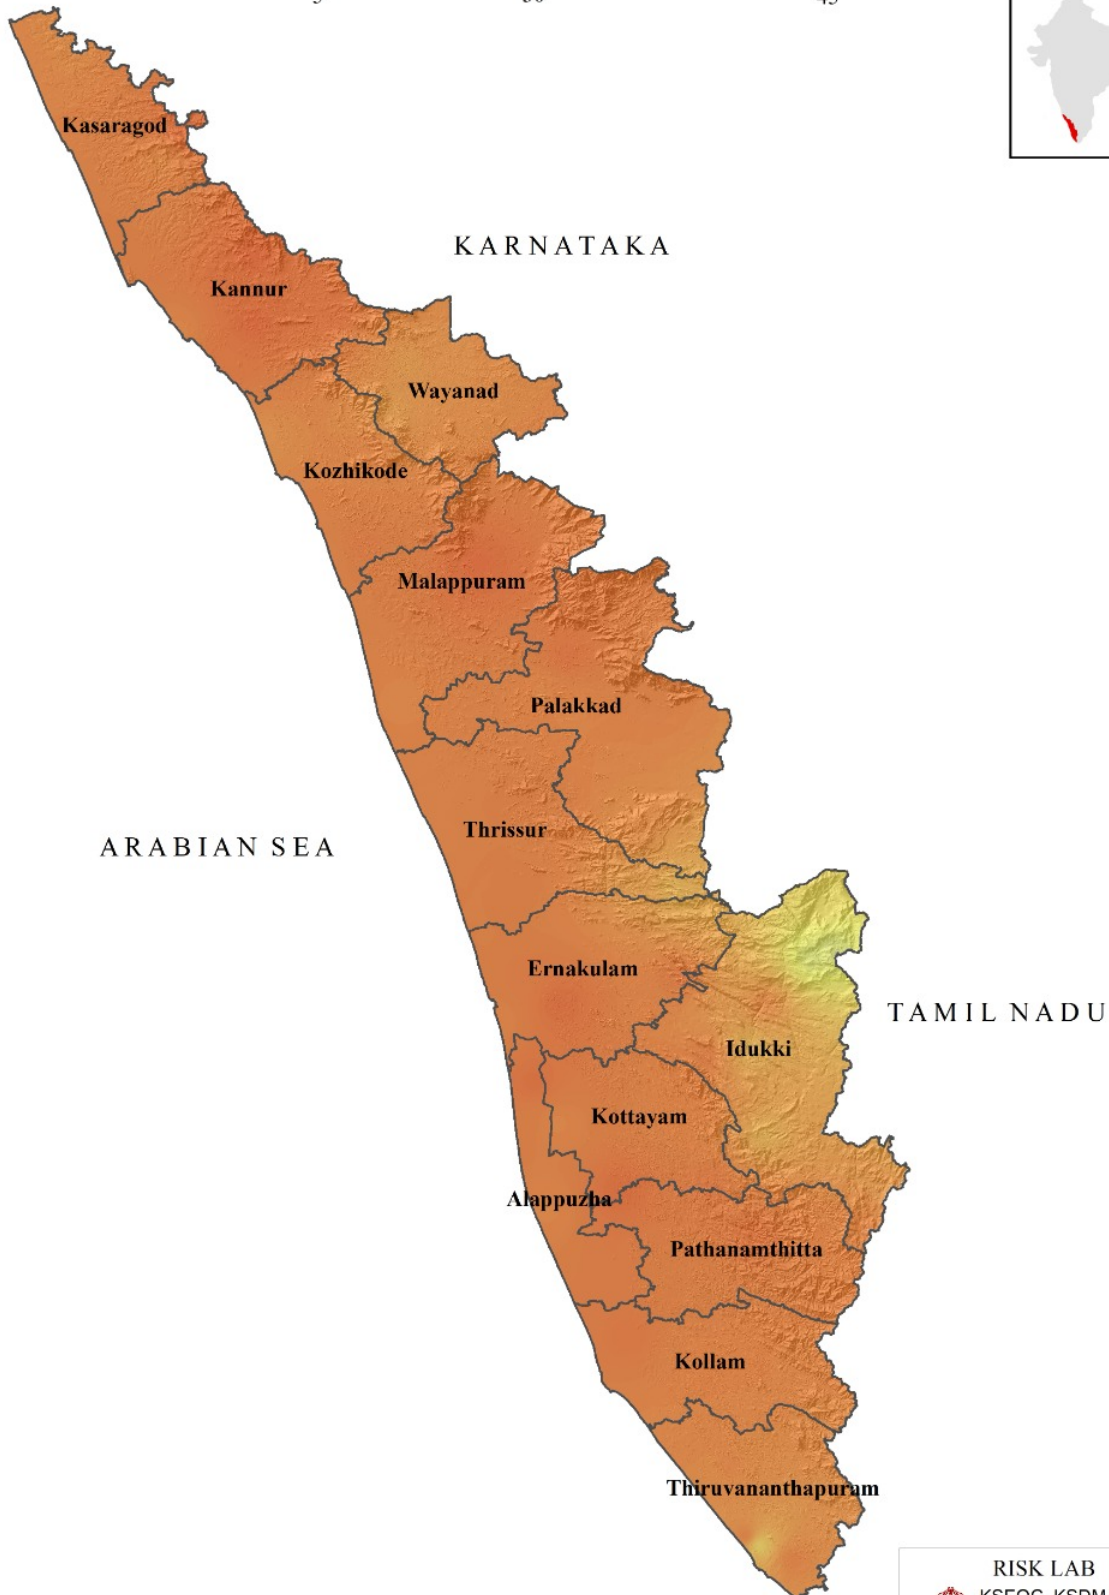 KARNATAKA
ARABIAN SEA
TAMIL NADU
Kasaragod
Kannur
Wayanad
Kozhikode
Malappuram
Palakkad
Thrissur
Ernakulam
Idukki
Kottayam
Alappuzha
Pathanamthitta
Kollam
Thiruvananthapuram
RISK LAB